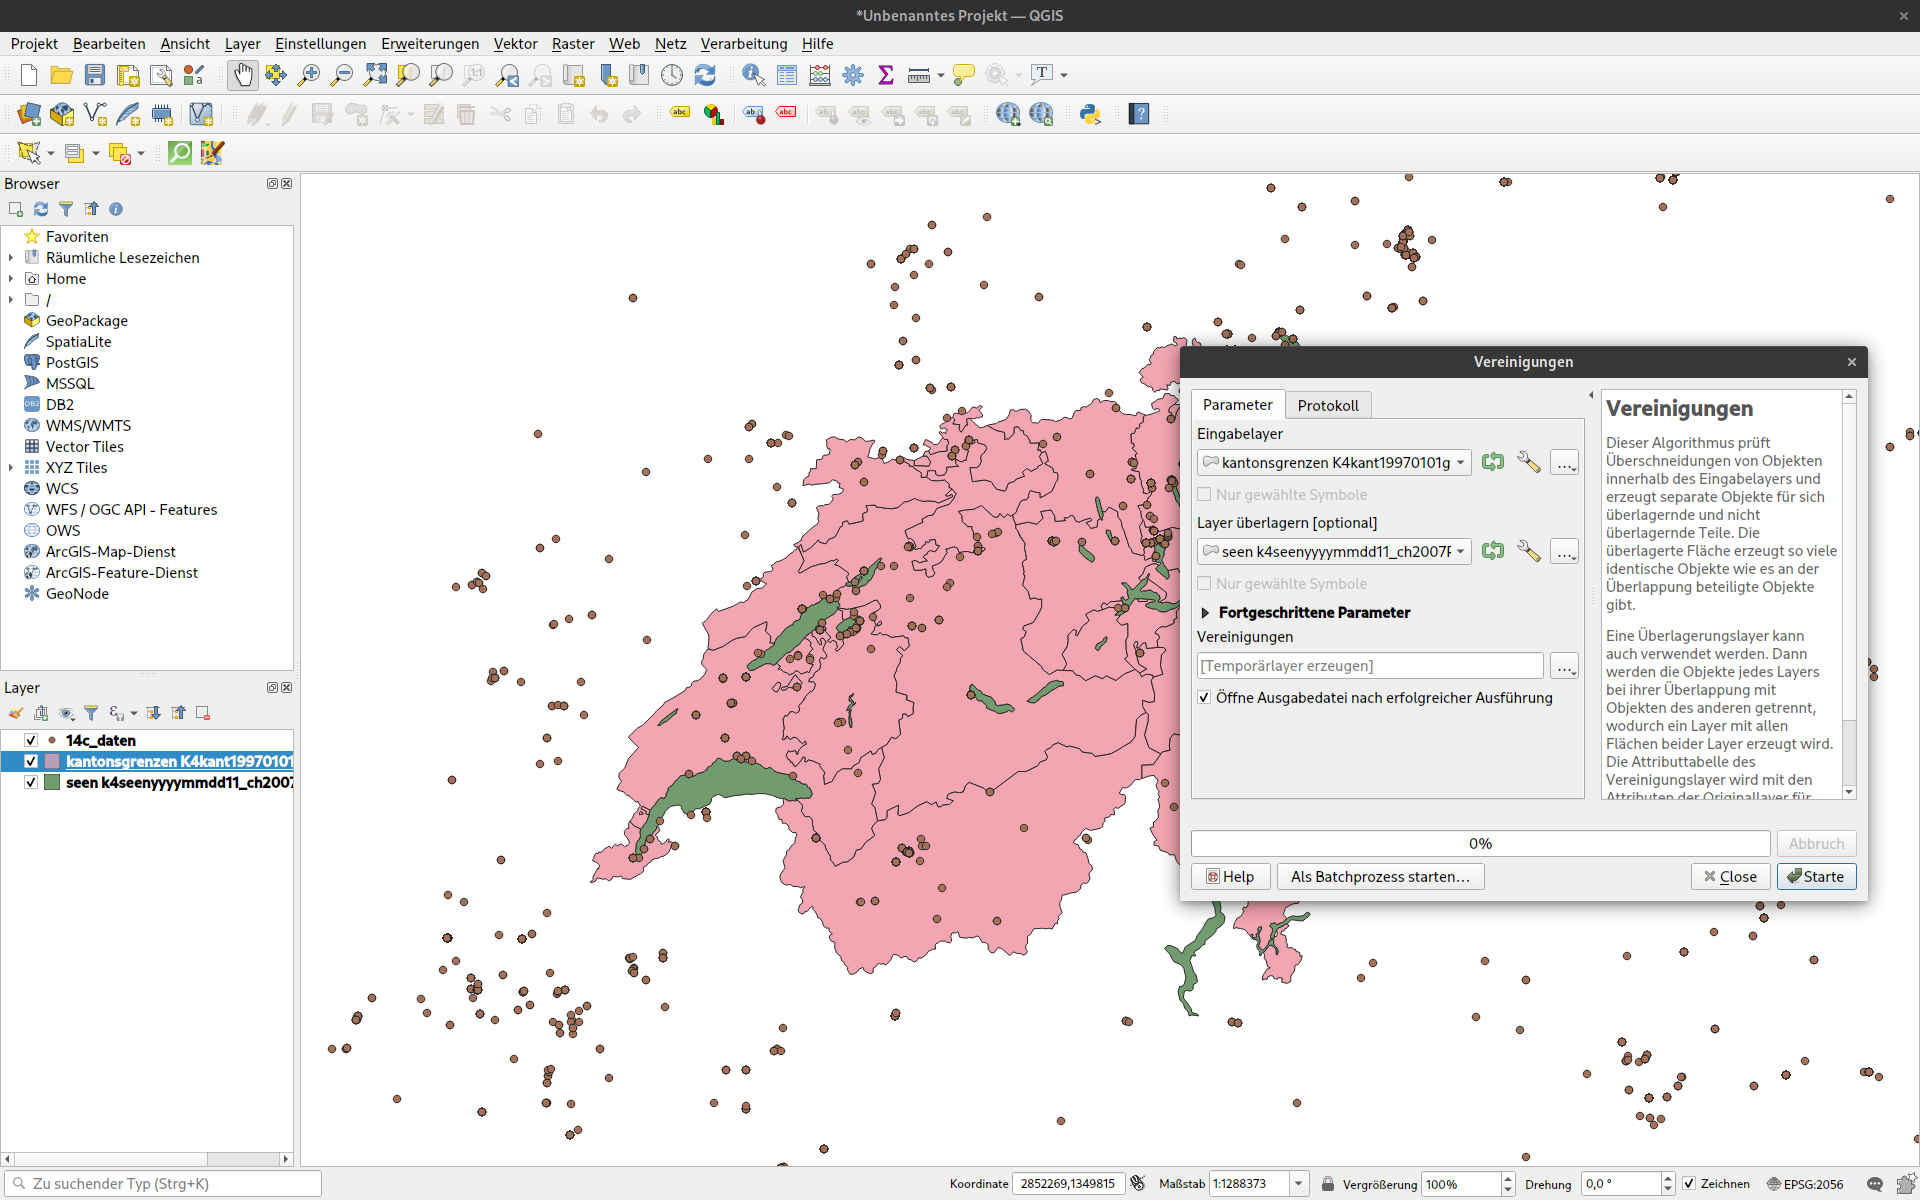 *Unbenanntes Projekt — QGIS
Projekt Bearbeiten Ansicht Layer Einstellungen Erweiterungen Vektor Raster Web Netz Verarbeitung Hilfe
Browser
Favoriten
Räumliche Lesezeichen
Home
/
GeoPackage
SpatiaLite
PostGIS
MSSQL
DB2
WMS/WMTS
Vector Tiles
XYZ Tiles
WCS
WFS / OGC API - Features
OWS
ArcGIS-Map-Dienst
ArcGIS-Feature-Dienst
GeoNode
Layer
14c_daten
kantonsgrenzen K4kant19970101
seen k4seenyyyymmdd11_ch2007
Vereinigungen
Parameter Protokoll
Eingabelayer
kantonsgrenzen K4kant19970101g
Nur gewählte Symbole
Layer überlagern [optional]
seen k4seenyyyymmdd11_ch2007F
Nur gewählte Symbole
Fortgeschrittene Parameter
Vereinigungen
[Temporärlayer erzeugen]
Öffne Ausgabedatei nach erfolgreicher Ausführung
Vereinigungen
Dieser Algorithmus prüft
Überschneidungen von Objekten
innerhalb des Eingabelayers und
erzeugt separate Objekte für sich
überlagernde und nicht
überlagernde Teile. Die
überlagerte Fläche erzeugt so viele
identische Objekte wie es an der
Überlappung beteiligte Objekte
gibt.
Eine Überlagerungslayer kann
auch verwendet werden. Dann
werden die Objekte jedes Layers
bei ihrer Überlappung mit
Objekten des anderen getrennt,
wodurch ein Layer mit allen
Flächen beider Layer erzeugt wird.
Die Attributtabelle des
Vereinigungslayer wird mit den
Attributen der Originallayer für
0%
Abbruch
Help Als Batchprozess starten… Close Starte
Zu suchender Typ (Strg+K) Koordinate 2852269,1349815 Maßstab 1:1288373 Vergrößerung 100% Drehung 0,0 ° Zeichnen EPSG:2056